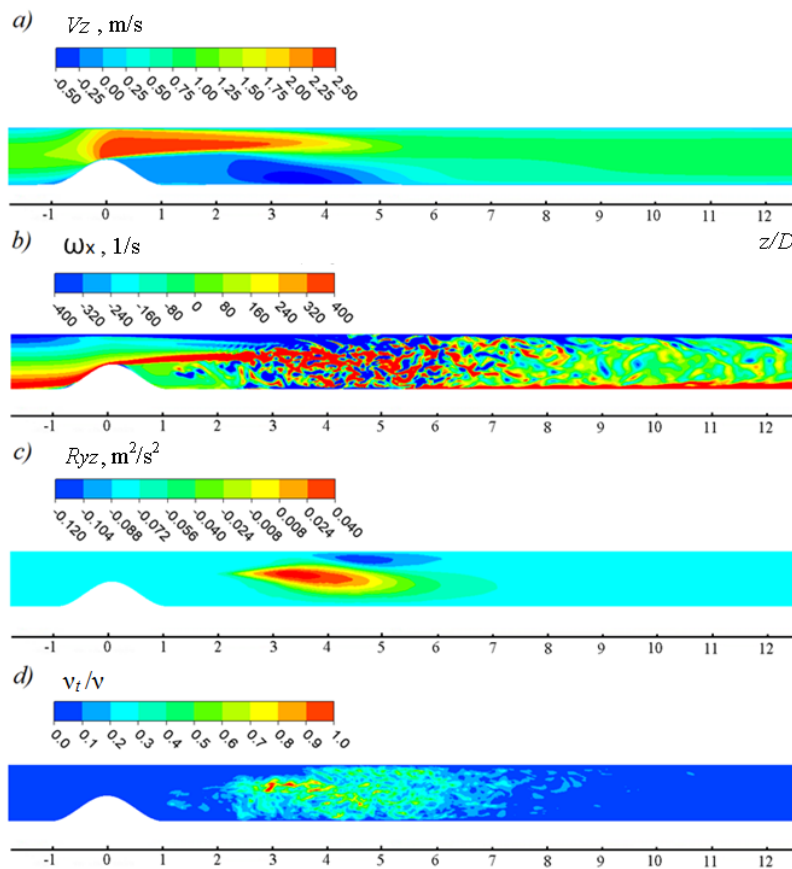 a) Vz , m/s
-0.50 -0.25 0.00 0.25 0.50 0.75 1.00 1.25 1.50 1.75 2.00 2.25 2.50
-1 0 1 2 3 4 5 6 7 8 9 10 11 12
z/D
b) ωx , 1/s
-400 -320 -240 -160 -80 0 80 160 240 320 400
-1 0 1 2 3 4 5 6 7 8 9 10 11 12
c) Ryz , m²/s²
-0.120 -0.104 -0.088 -0.072 -0.056 -0.040 -0.024 -0.008 0.008 0.024 0.040
-1 0 1 2 3 4 5 6 7 8 9 10 11 12
d) νt /ν
0.0 0.1 0.2 0.3 0.4 0.5 0.6 0.7 0.8 0.9 1.0
-1 0 1 2 3 4 5 6 7 8 9 10 11 12